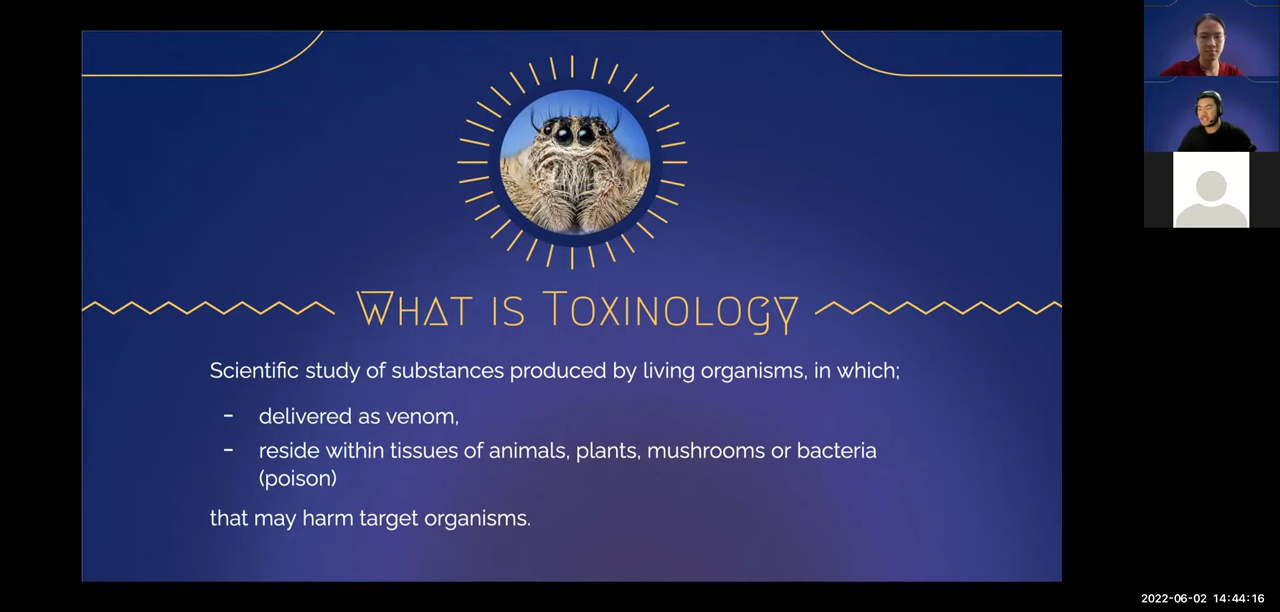 What is Toxinology
Scientific study of substances produced by living organisms, in which;
- delivered as venom,
- reside within tissues of animals, plants, mushrooms or bacteria
(poison)
that may harm target organisms.
2022-06-02 14:44:16